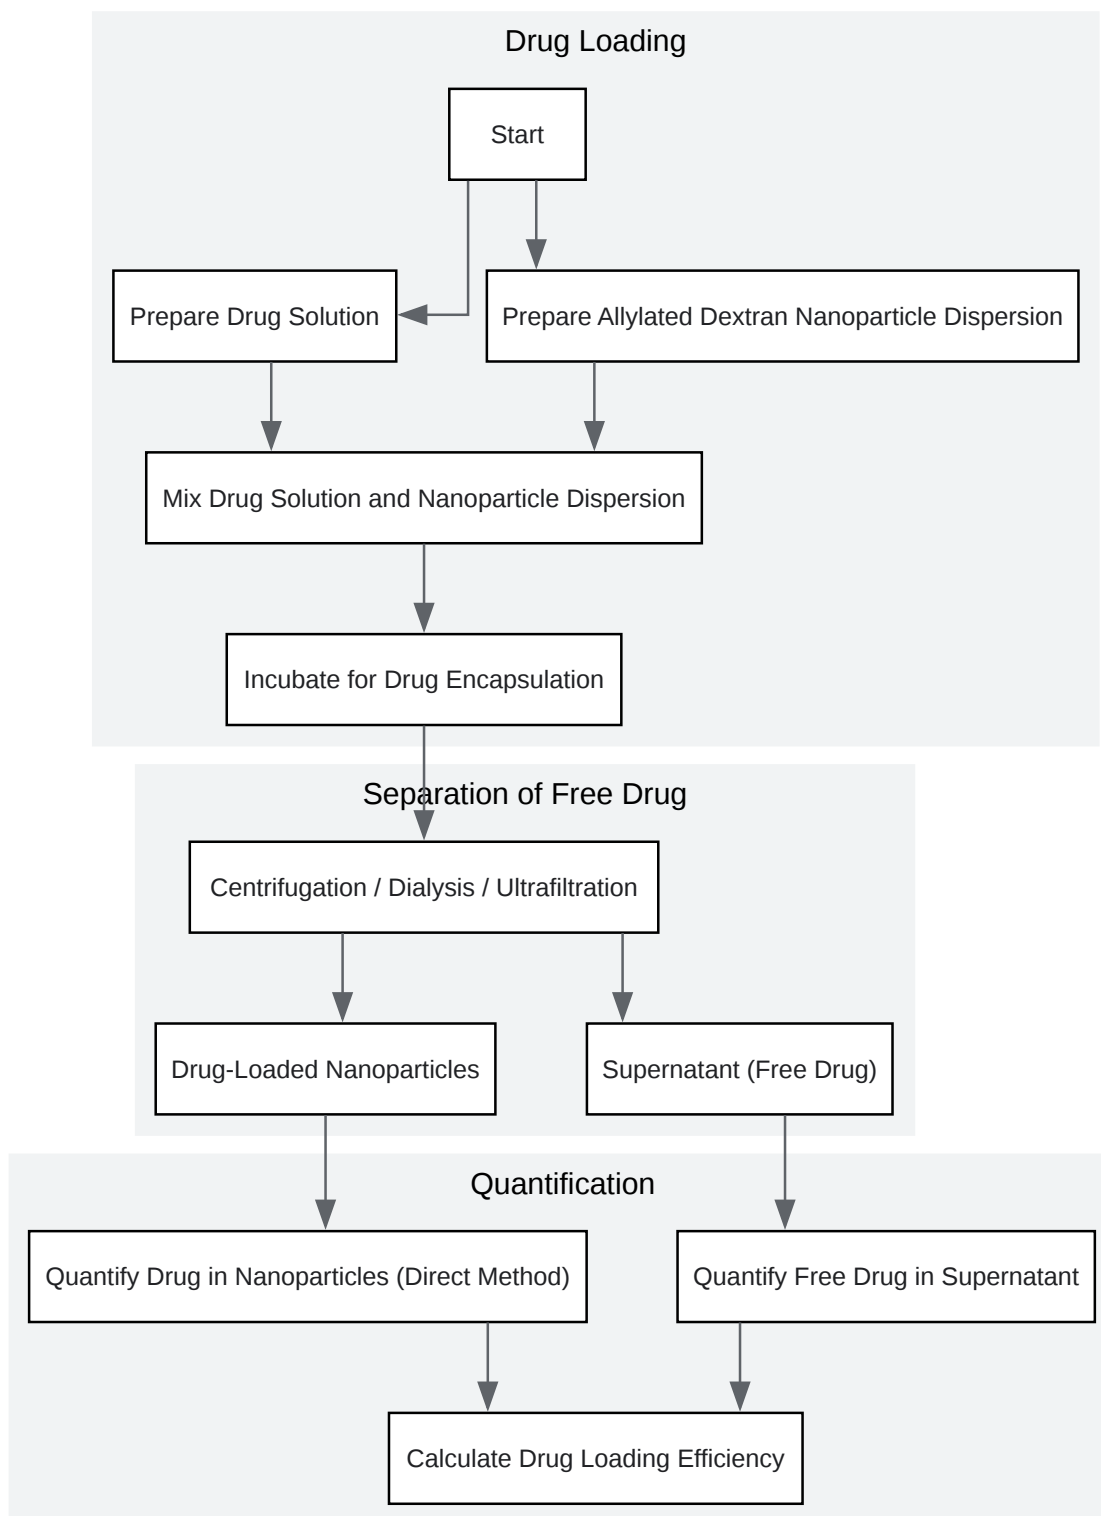 Drug Loading
Start
Prepare Drug Solution
Prepare Allylated Dextran Nanoparticle Dispersion
Mix Drug Solution and Nanoparticle Dispersion
Incubate for Drug Encapsulation
Separation of Free Drug
Centrifugation / Dialysis / Ultrafiltration
Drug-Loaded Nanoparticles
Supernatant (Free Drug)
Quantification
Quantify Drug in Nanoparticles (Direct Method)
Quantify Free Drug in Supernatant
Calculate Drug Loading Efficiency